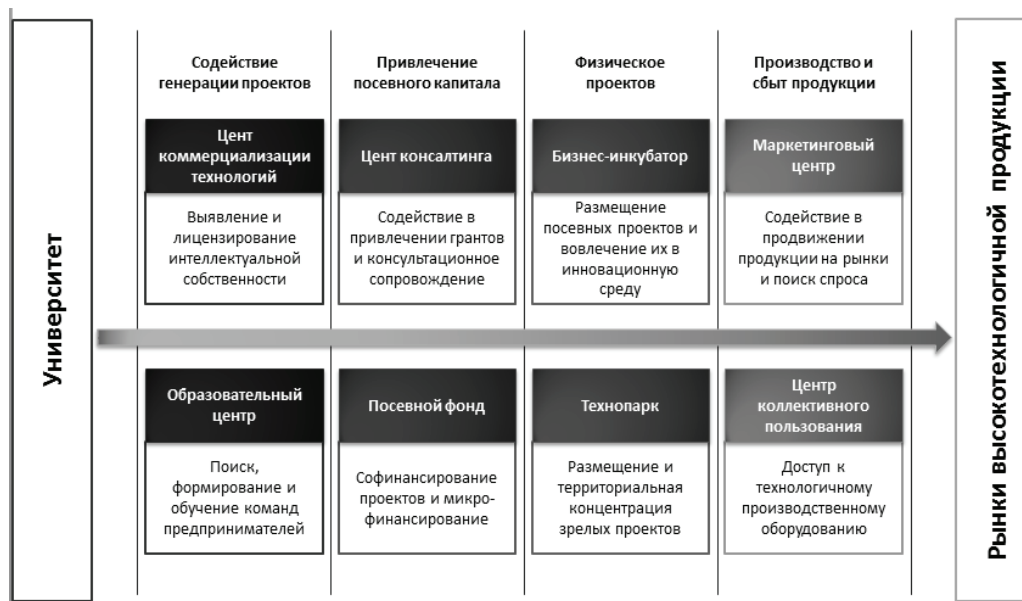 Университет
Содействие
генерации проектов
Привлечение
посевного капитала
Физическое
проектов
Производство и
сбыт продукции
Цент
коммерциализации
технологий
Цент консалтинга
Бизнес-инкубатор
Маркетинговый
центр
Выявление и
лицензирование
интеллектуальной
собственности
Содействие в
привлечении грантов
и консультационное
сопровождение
Размещение
посевных проектов и
вовлечение их в
инновационную
среду
Содействие в
продвижении
продукции на рынки
и поиск спроса
Образовательный
центр
Посевной фонд
Технопарк
Центр
коллективного
пользования
Поиск,
формирование и
обучение команд
предпринимателей
Софинансирование
проектов и микро-
финансирование
Размещение и
территориальная
концентрация
зрелых проектов
Доступ к
технологичному
производственному
оборудованию
Рынки высокотехнологичной продукции